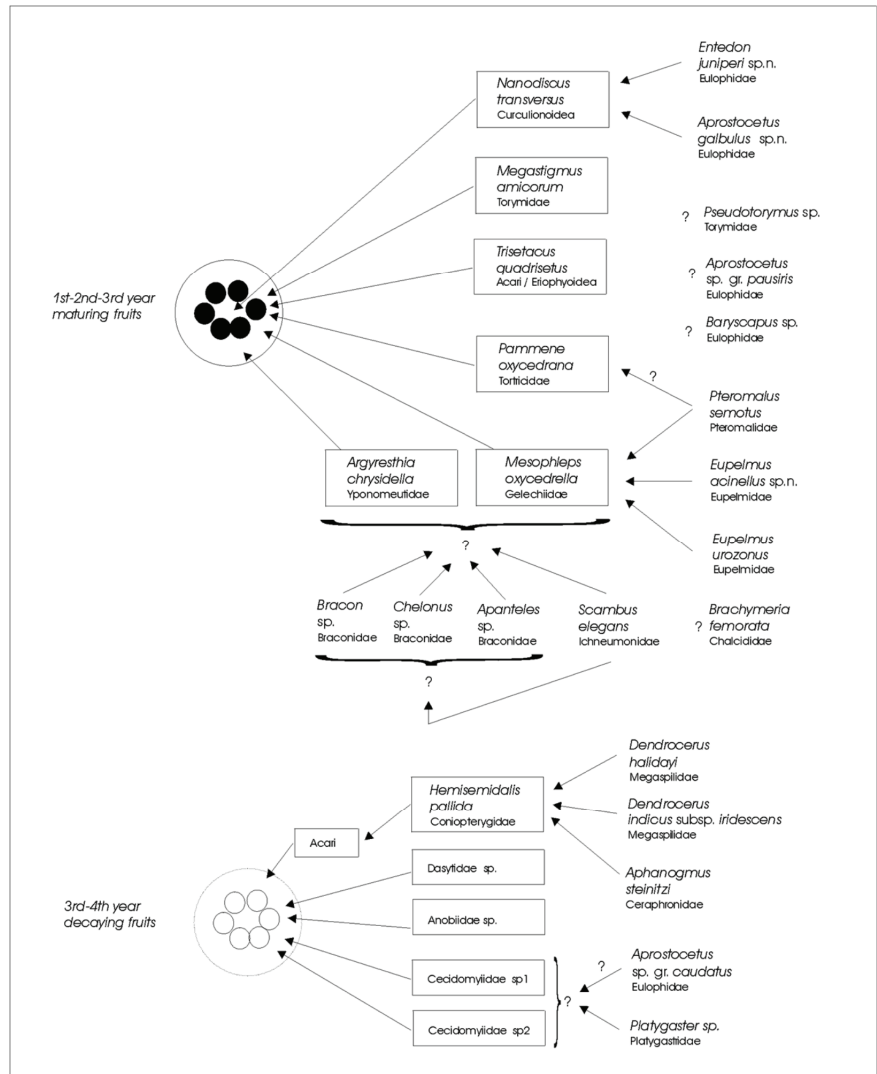 Entedon
juniperi sp.n.
Eulophidae
Nanodiscus
transversus
Curculionoidea
Aprostocetus
galbulus sp.n.
Eulophidae
Megastigmus
amicorum
Torymidae
? Pseudotorymus sp.
Torymidae
1st-2nd-3rd year
maturing fruits
Trisetacus
quadrisetus
Acari / Eriophyoidea
? Aprostocetus
sp. gr. pausiris
Eulophidae
? Baryscapus sp.
Eulophidae
Pammene
oxycedrana
Tortricidae
?
Pteromalus
semotus
Pteromalidae
Argyresthia
chrysidella
Yponomeutidae
Mesophleps
oxycedrella
Gelechiidae
Eupelmus
acinellus sp.n.
Eupelmidae
?
Eupelmus
urozonus
Eupelmidae
Bracon
sp.
Braconidae
Chelonus
sp.
Braconidae
Apanteles
sp.
Braconidae
Scambus
elegans
Ichneumonidae
Brachymeria
? femorata
Chalcididae
?
Dendrocerus
halidayi
Megaspilidae
Hemisemidalis
pallida
Coniopterygidae
Dendrocerus
indicus subsp. iridescens
Megaspilidae
Acari
Dasytidae sp.
Aphanogmus
steinitzi
Ceraphronidae
3rd-4th year
decaying fruits
Anobiidae sp.
Cecidomyiidae sp1
?
?
Aprostocetus
sp. gr. caudatus
Eulophidae
Cecidomyiidae sp2
Platygaster sp.
Platygastridae